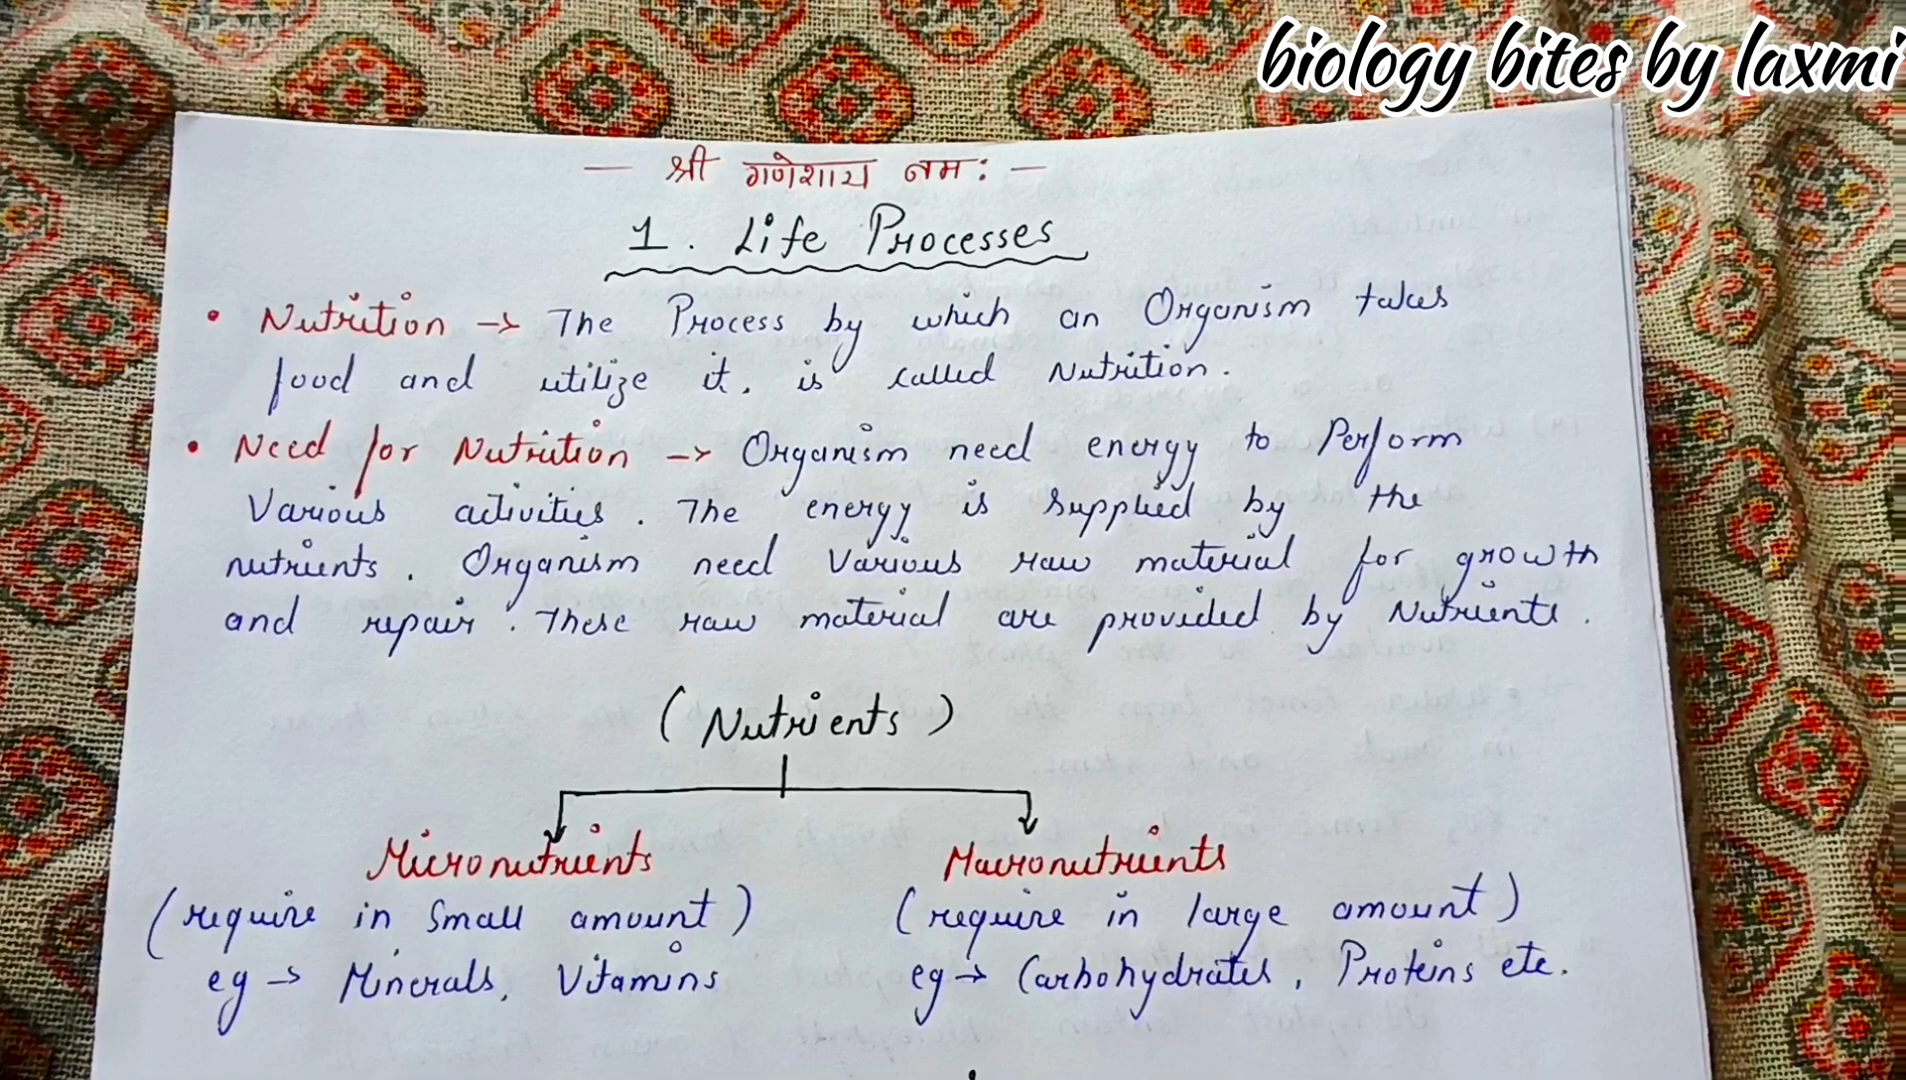 biology bites by laxmi
— श्री गणेशाय नमः —
1. Life Processes
• Nutrition -> The Process by which an Organism takes
food and utilize it. is called Nutrition.
• Need for Nutrition -> Organism need energy to Perform
Various activities. The energy is supplied by the
nutrients. Organism need Various raw material for growth
and repair. These raw material are provided by Nutrients.
(Nutrients)
Micronutrients Macronutrients
(require in Small amount) (require in large amount)
eg -> Minerals, Vitamins eg -> Carbohydrates, Proteins etc.